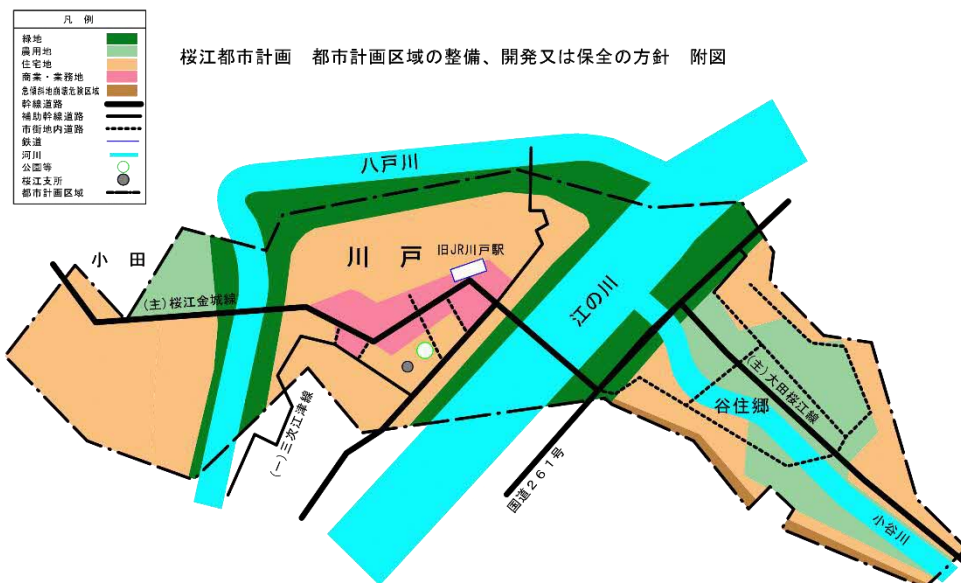 凡 例
緑地
農用地
住宅地
商業・業務地
急傾斜地崩壊危険区域
幹線道路
補助幹線道路
市街地内道路
鉄道
河川
公園等
桜江支所
都市計画区域
桜江都市計画 都市計画区域の整備、開発又は保全の方針 附図
八戸川
小 田
川 戸
旧JR川戸駅
(主)桜江金城線
江の川
(主)大田桜江線
谷住郷
(一)三次江津線
国道261号
小谷川